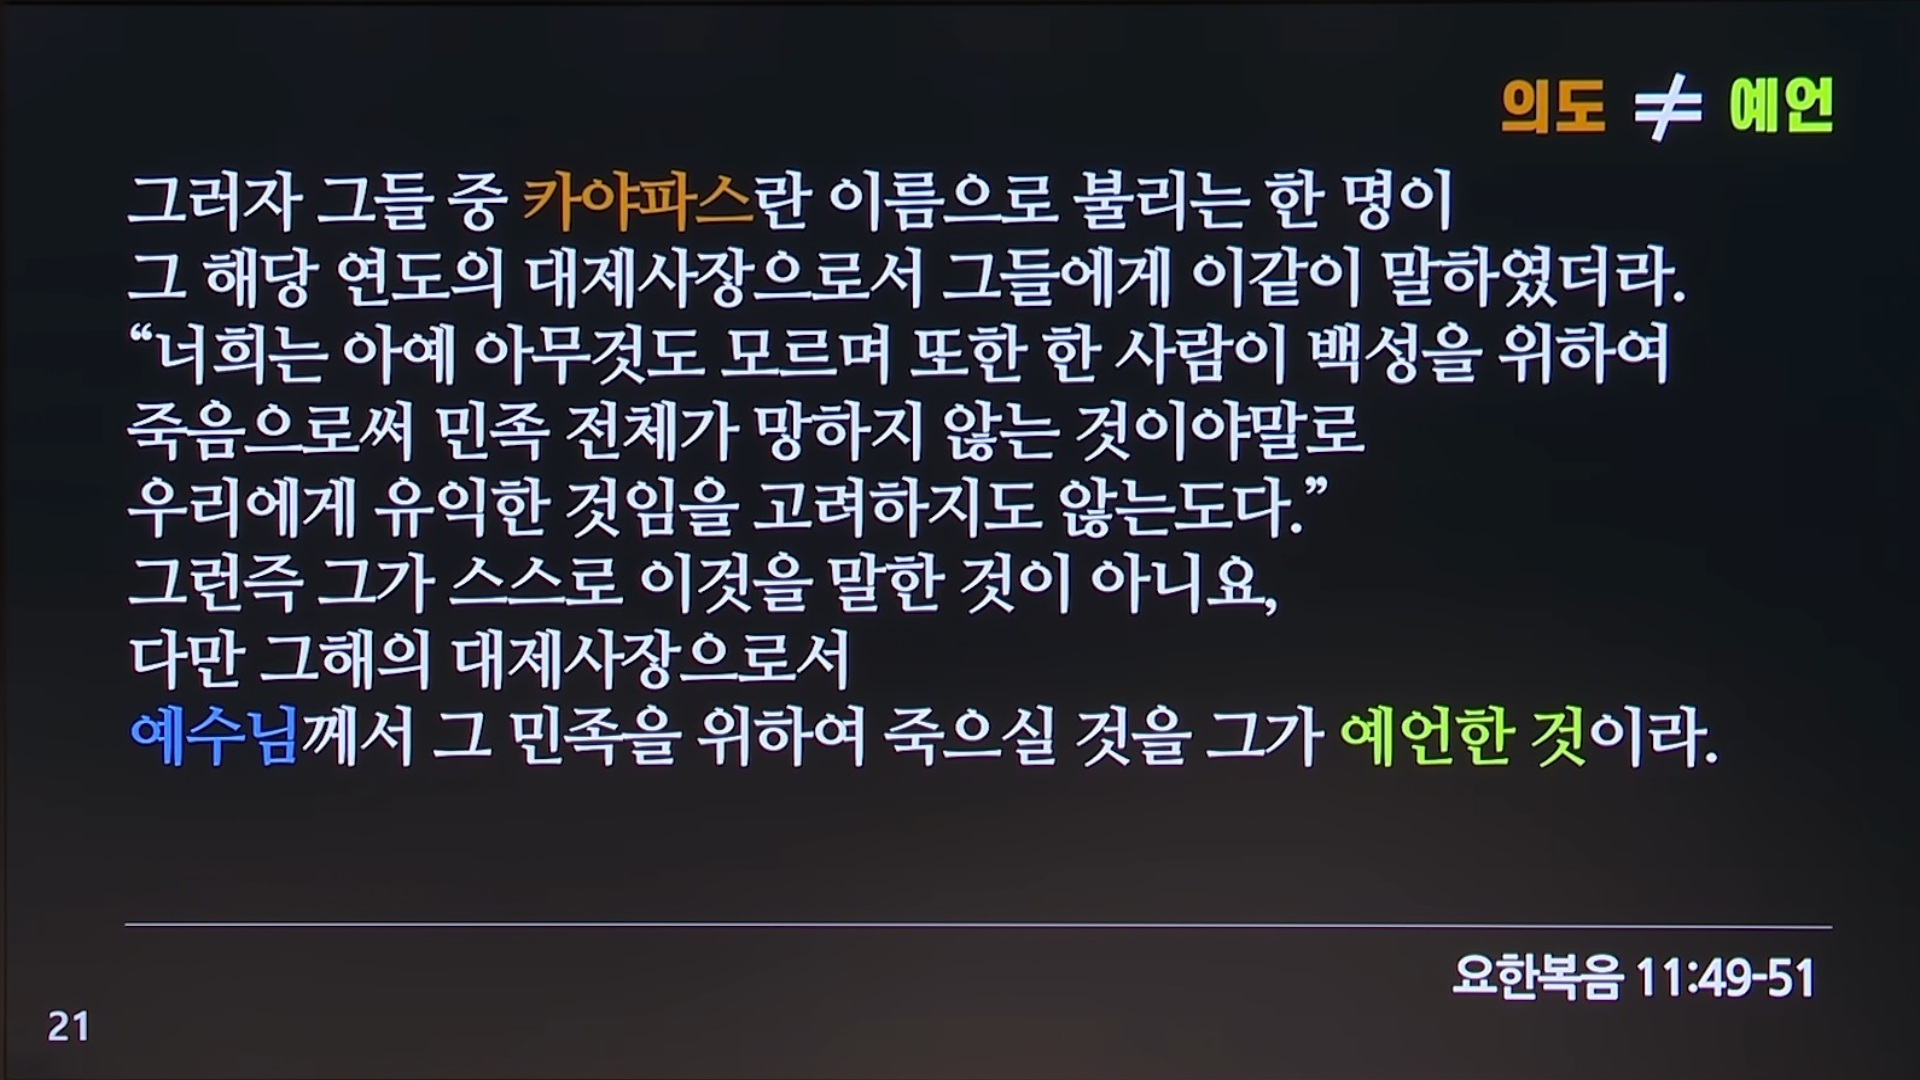 의도 ≠ 예언
그러자 그들 중 카야파스란 이름으로 불리는 한 명이
그 해당 연도의 대제사장으로서 그들에게 이같이 말하였더라.
“너희는 아예 아무것도 모르며 또한 한 사람이 백성을 위하여
죽음으로써 민족 전체가 망하지 않는 것이야말로
우리에게 유익한 것임을 고려하지도 않는도다.”
그런즉 그가 스스로 이것을 말한 것이 아니요,
다만 그해의 대제사장으로서
예수님께서 그 민족을 위하여 죽으실 것을 그가 예언한 것이라.
요한복음 11:49-51
21